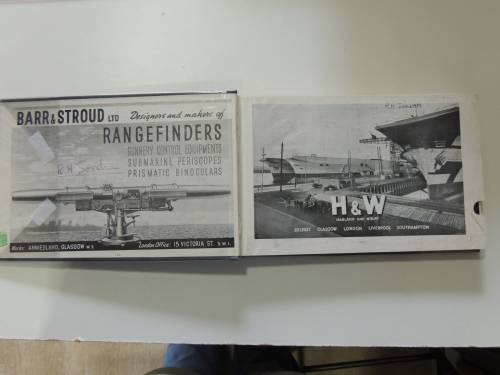 BARR & STROUD LTD Designers and makers of
RANGEFINDERS
GUNNERY CONTROL EQUIPMENTS
SUBMARINE PERISCOPES
PRISMATIC BINOCULARS
Works: ANNIESLAND, GLASGOW W.3 London Office: 15 VICTORIA ST. S.W.1.
H&W
HARLAND AND WOLFF
BELFAST GLASGOW LONDON LIVERPOOL SOUTHAMPTON